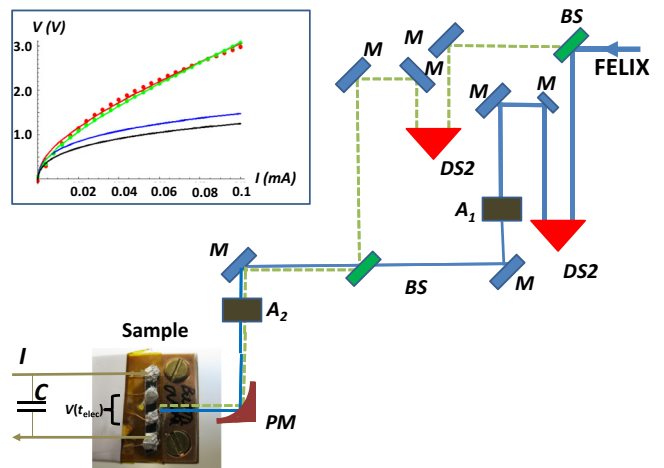 V (V)
3.0
2.0
1.0
0.02
0.04
0.06
0.08
0.1
I (mA)
BS
FELIX
M
M
M
M
M
M
DS2
A1
DS2
M
M
BS
A2
Sample
I
C
V(telec)
PM